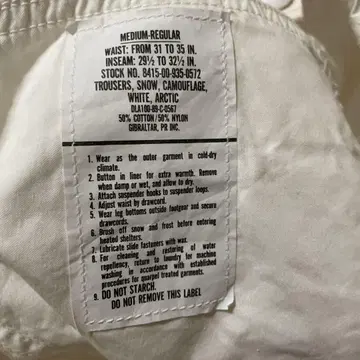 MEDIUM-REGULAR
WAIST: FROM 31 TO 35 IN.
INSEAM: 29½ TO 32½ IN.
STOCK NO. 8415-00-935-0572
TROUSERS, SNOW, CAMOUFLAGE,
WHITE, ARCTIC
DLA100-89-C-0567
50% COTTON/50% NYLON
GIBRALTAR, PR INC.
1. Wear as the outer garment in cold-dry
climate.
2. Button in liner for extra warmth. Remove
when damp or wet, and allow to dry.
3. Attach suspender hooks to suspender loops.
4. Adjust waist by drawcord.
5. Wear leg bottoms outside footgear and secure
drawcords.
6. Brush off snow and frost before entering
heated shelters.
7. Lubricate slide fasteners with wax.
8. For cleaning and restoring of water
repellency, return to laundry for machine
washing in accordance with established
procedures for quarpel treated garments.
9. DO NOT STARCH.
DO NOT REMOVE THIS LABEL